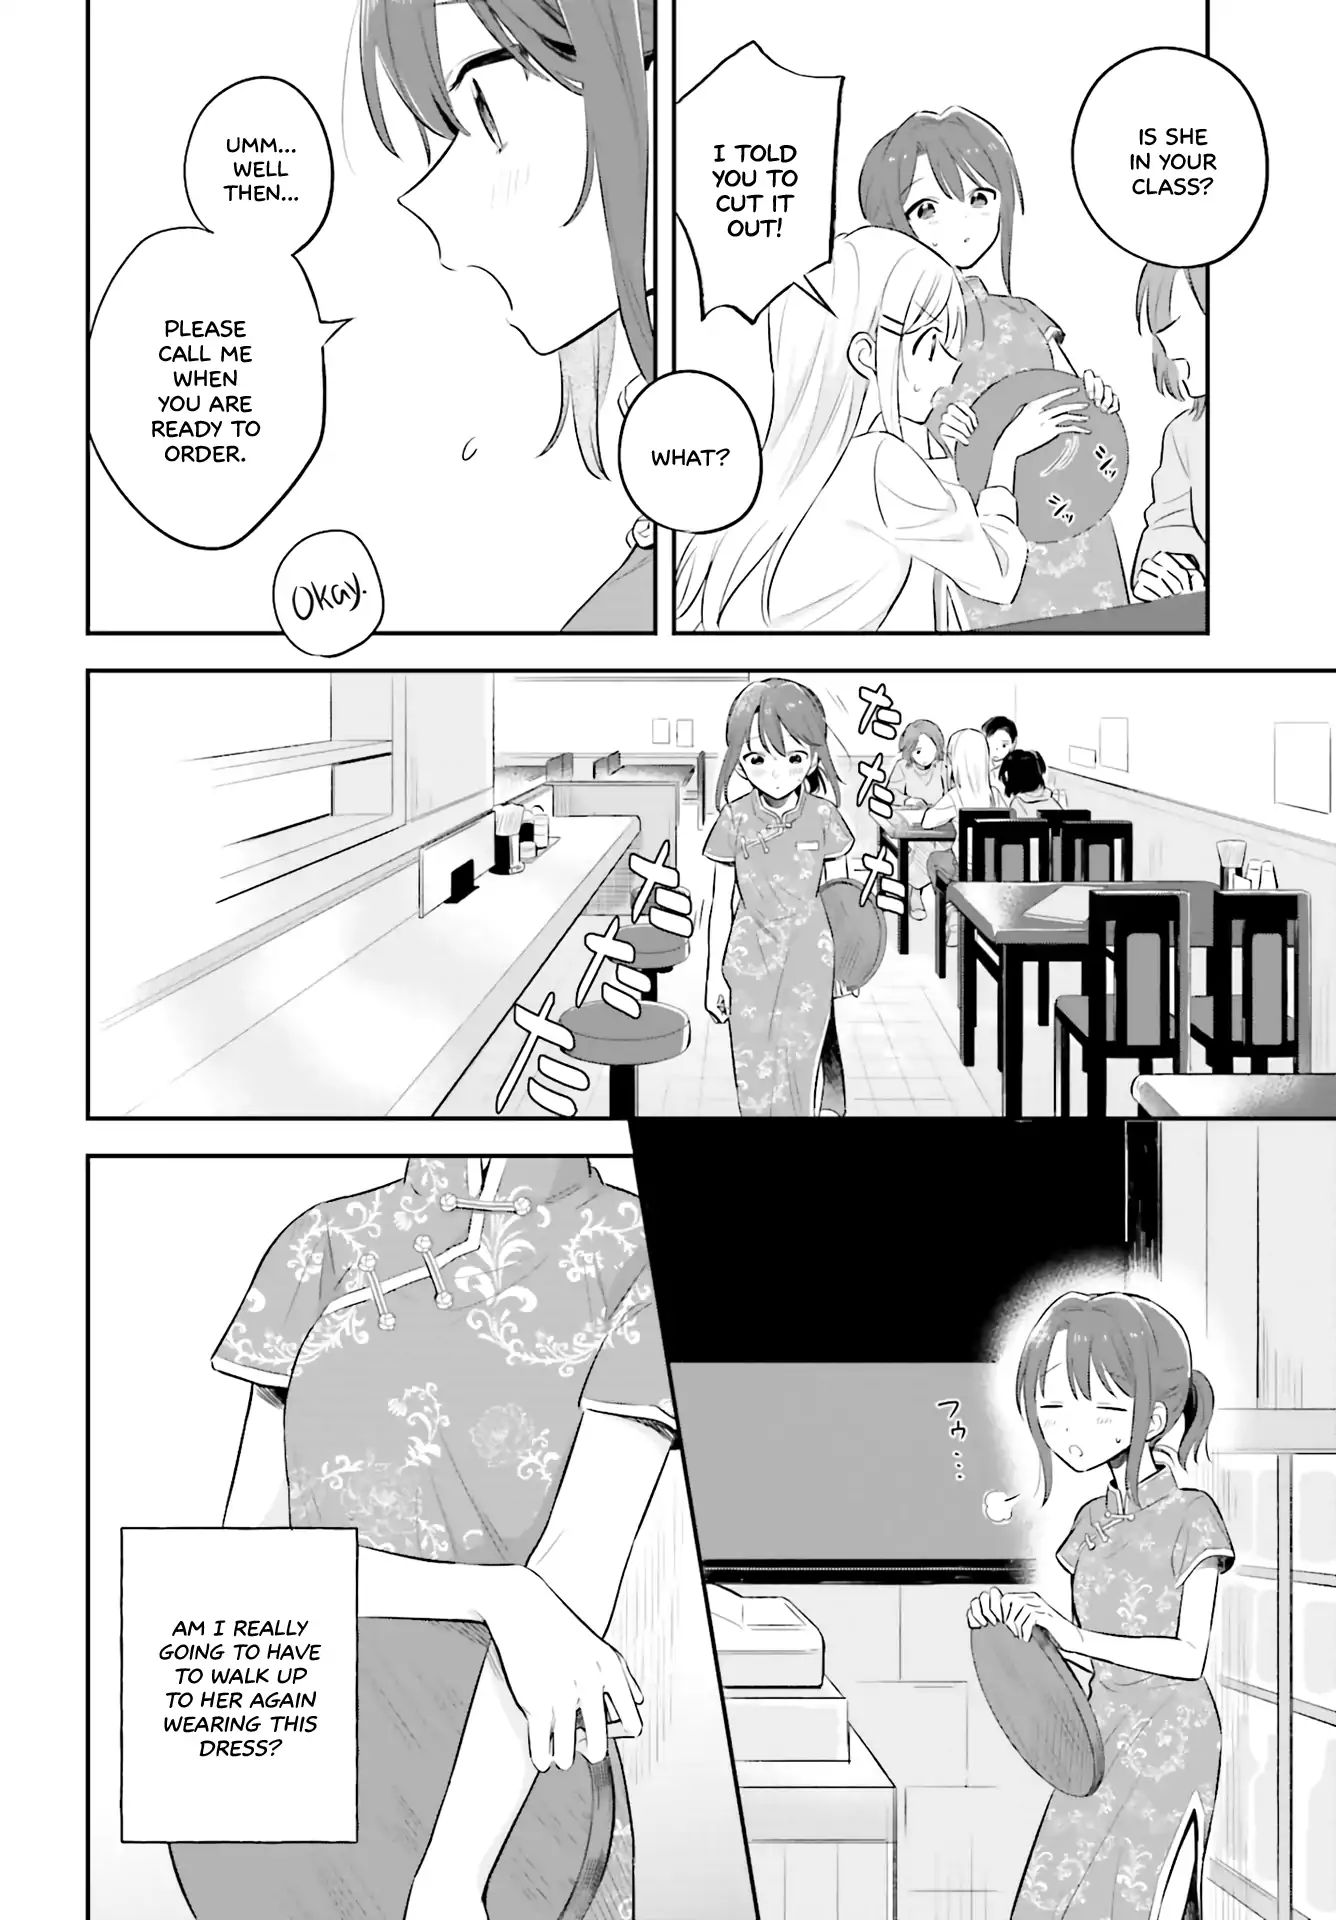 IS SHE
IN YOUR
CLASS?
I TOLD
YOU TO
CUT IT
OUT!
WHAT?
UMM...
WELL
THEN...
PLEASE
CALL ME
WHEN
YOU ARE
READY TO
ORDER.
Okay.
たたたた
たたたた
フゥ...
AM I REALLY
GOING TO HAVE
TO WALK UP
TO HER AGAIN
WEARING THIS
DRESS?